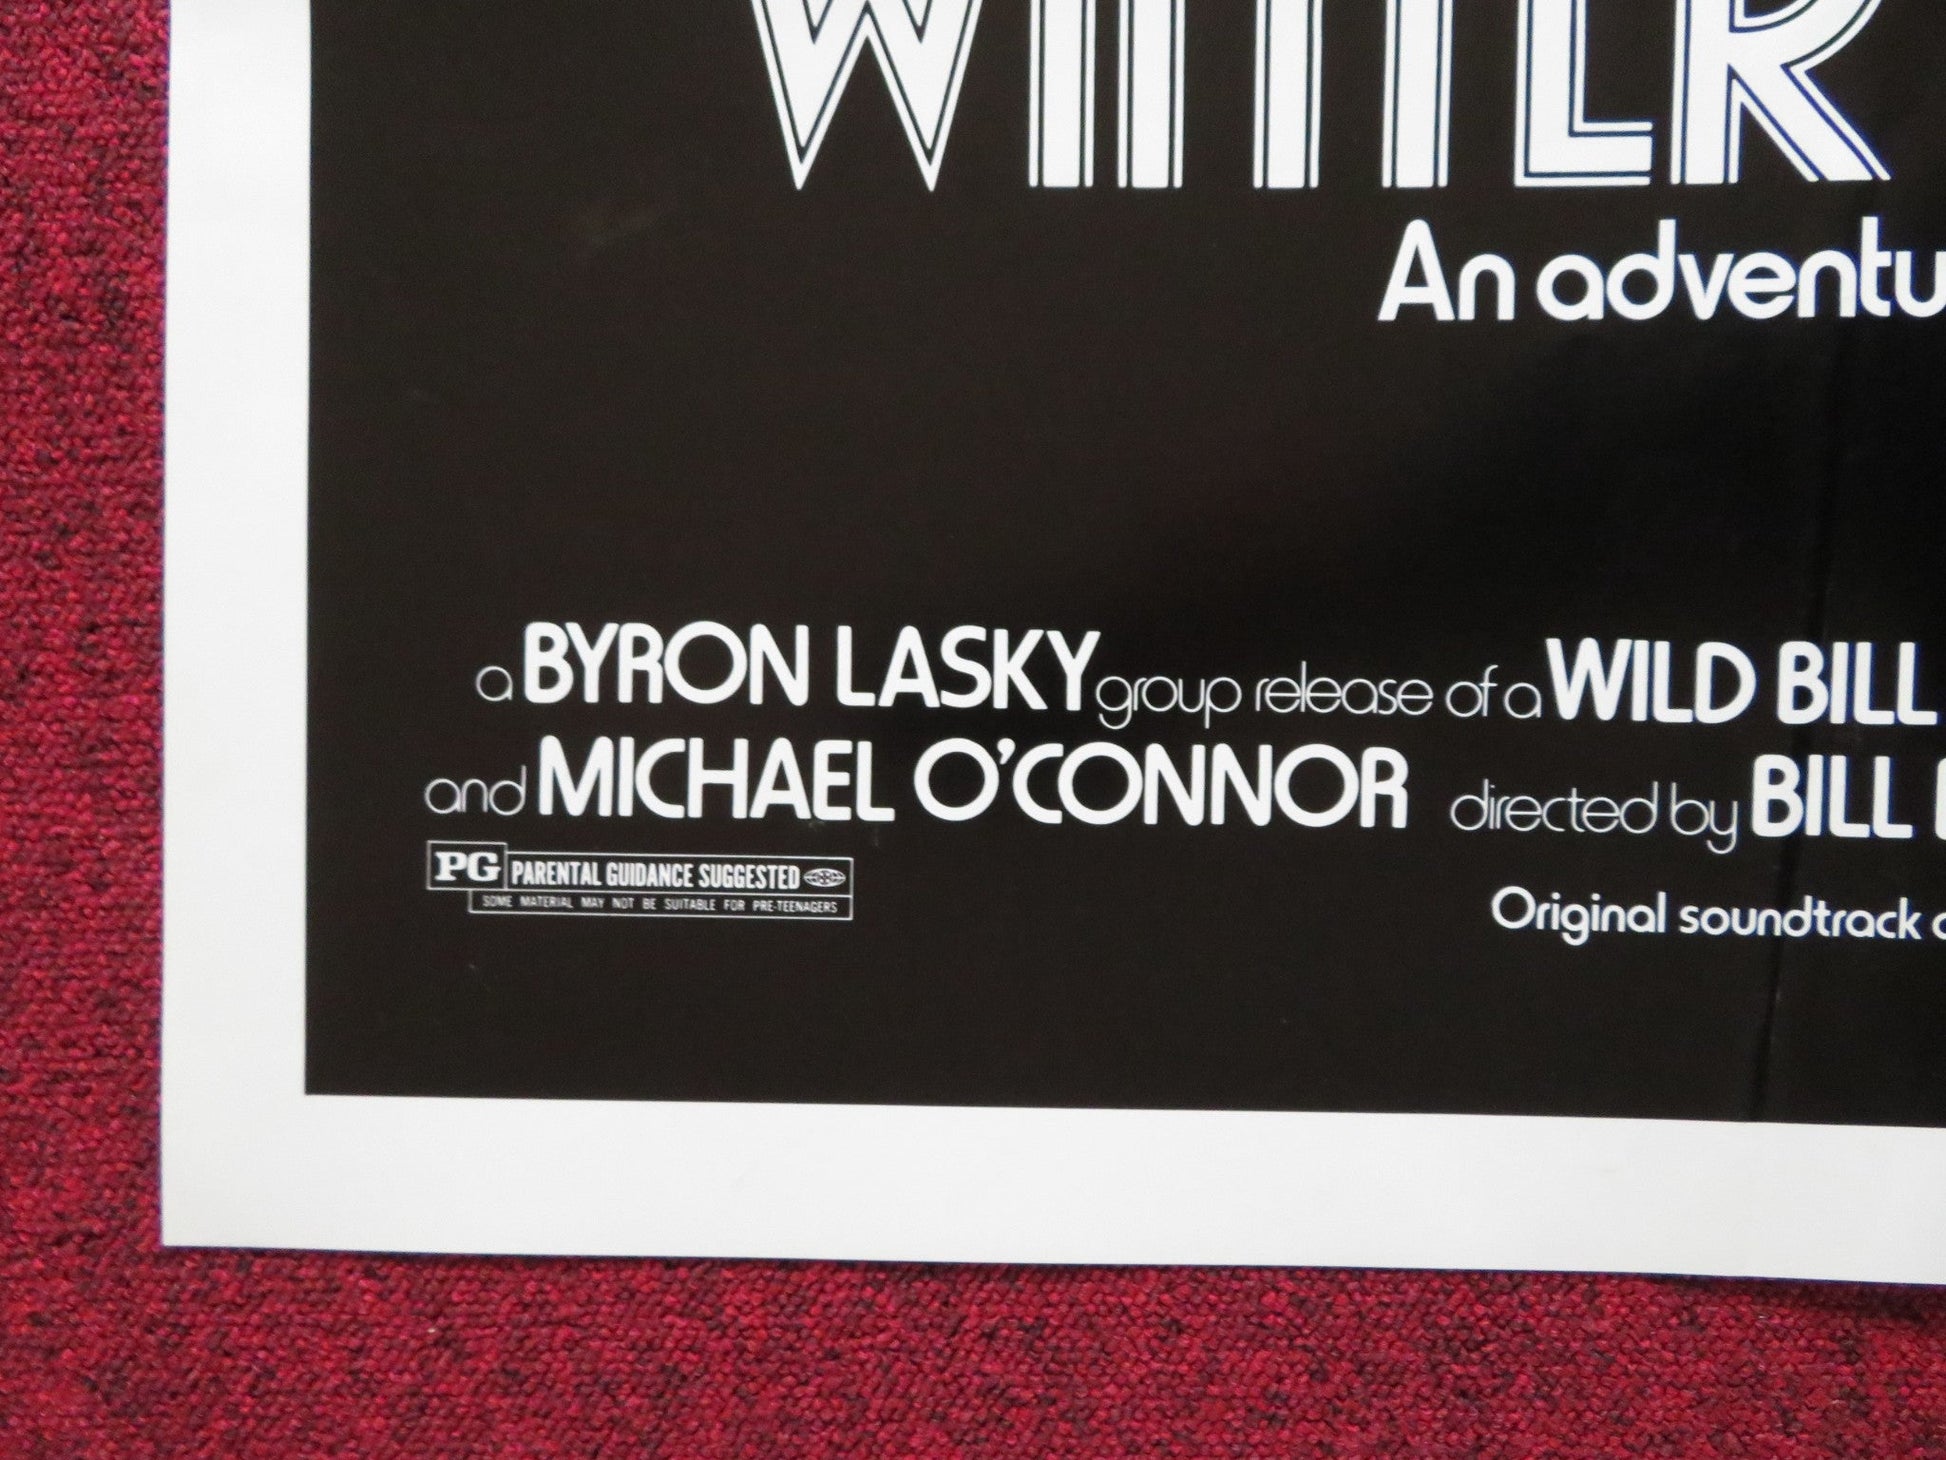 WINTER
An adventu
a BYRON LASKY group release of a WILD BILL
and MICHAEL O'CONNOR directed by BILL
PG PARENTAL GUIDANCE SUGGESTED
SOME MATERIAL MAY NOT BE SUITABLE FOR PRE-TEENAGERS
Original soundtrack